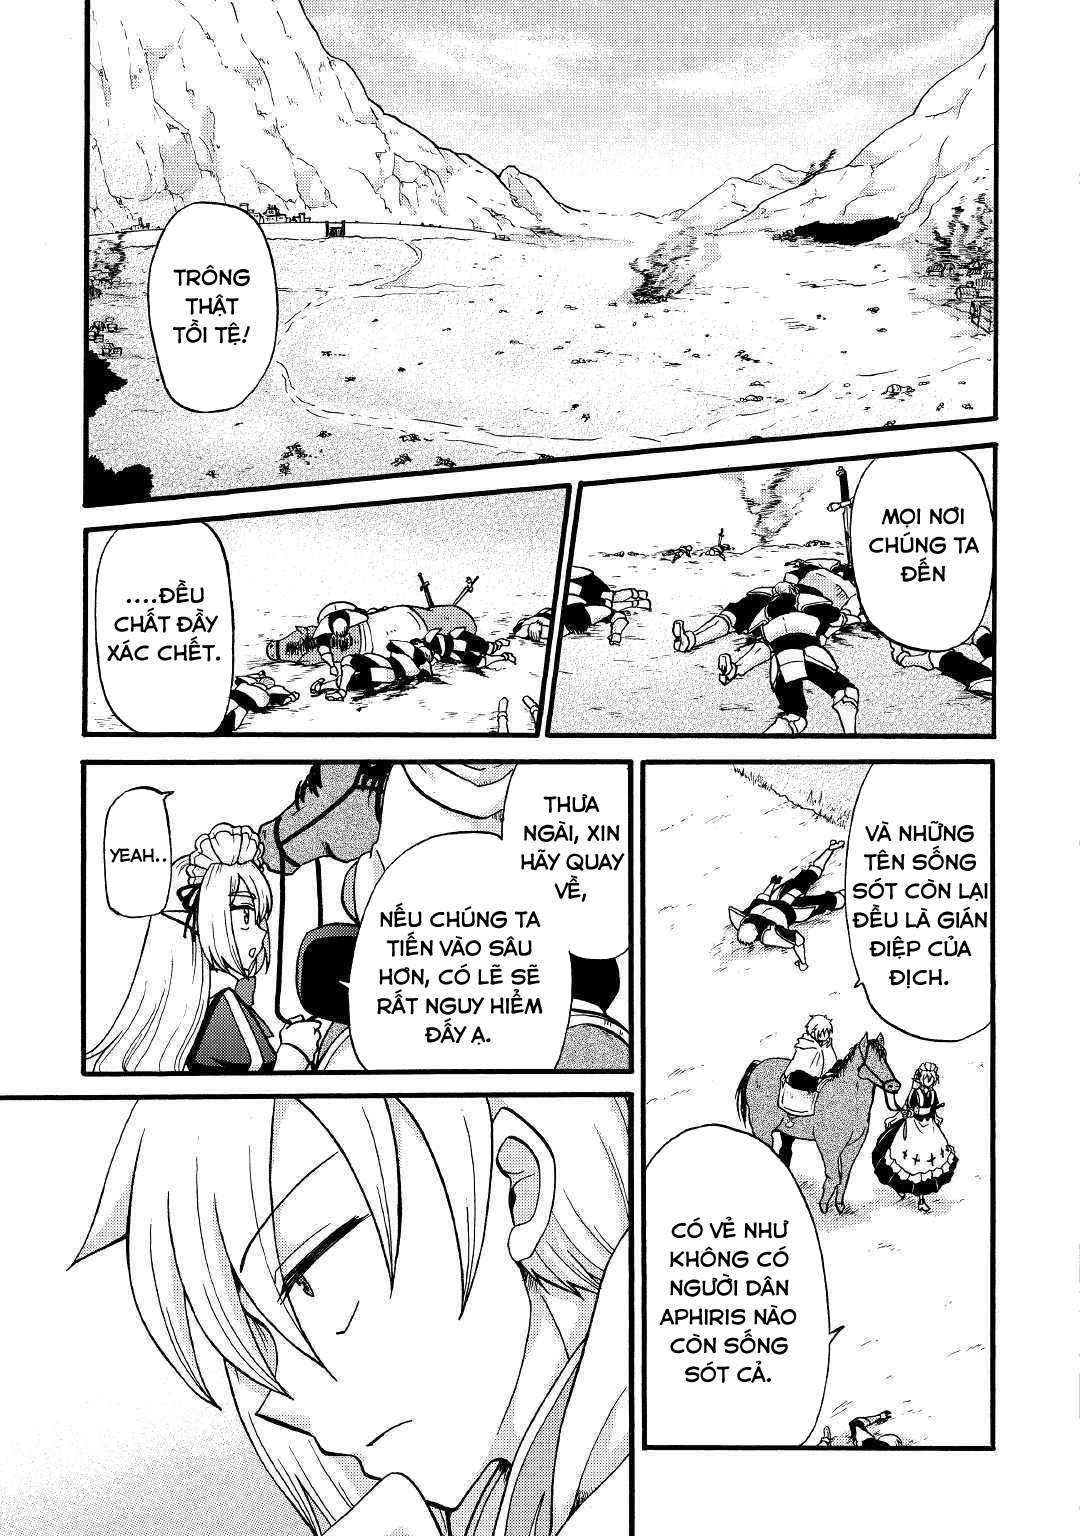 TRÔNG
THẬT
TỒI TỆ!
MỌI NƠI
CHÚNG TA
ĐẾN
....ĐỀU
CHẤT ĐẦY
XÁC CHẾT.
VÀ NHỮNG
TÊN SỐNG
SÓT CÒN LẠI
ĐỀU LÀ GIÁN
ĐIỆP CỦA
ĐỊCH.
CÓ VẺ NHƯ
KHÔNG CÓ
NGƯỜI DÂN
APHIRIS NÀO
CÒN SỐNG
SÓT CẢ.
THƯA
NGÀI, XIN
HÃY QUAY
VỀ,
NẾU CHÚNG TA
TIẾN VÀO SÂU
HƠN, CÓ LẼ SẼ
RẤT NGUY HIỂM
ĐẤY Ạ.
YEAH..